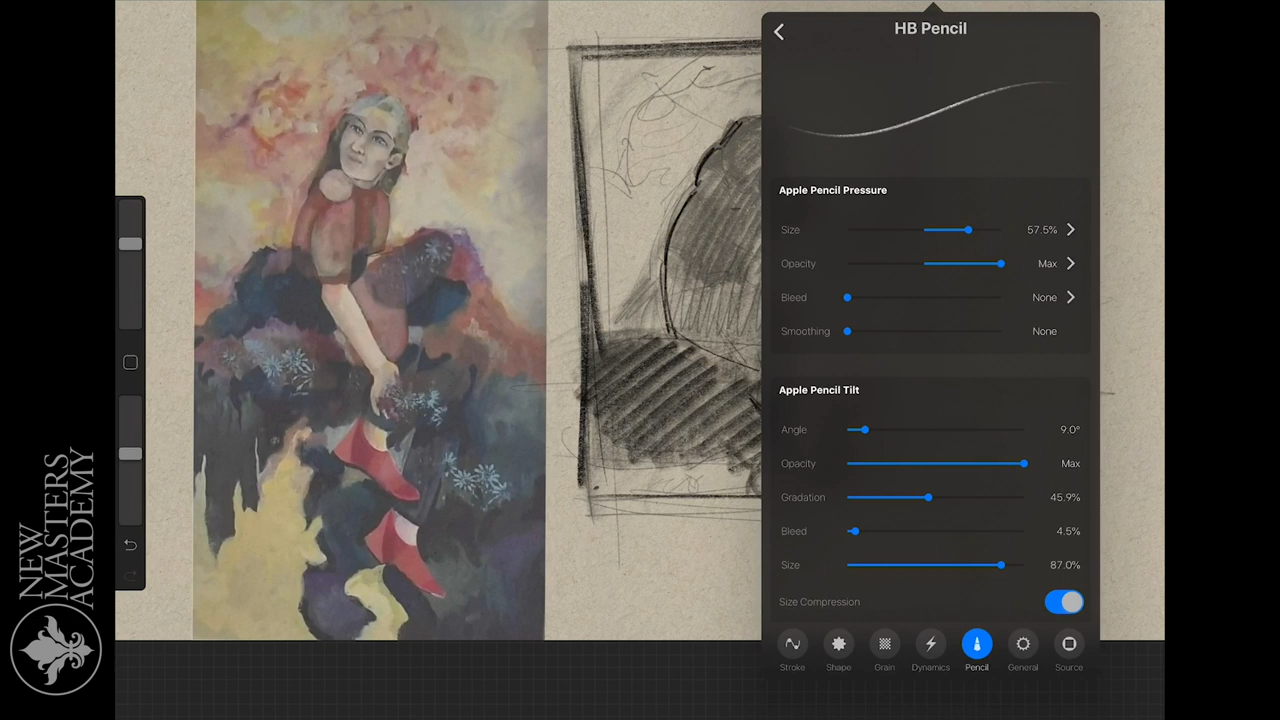 HB Pencil
Apple Pencil Pressure
Size 57.5%
Opacity Max
Bleed None
Smoothing None
Apple Pencil Tilt
Angle 9.0°
Opacity Max
Gradation 45.9%
Bleed 4.5%
Size 87.0%
Size Compression
Stroke Shape Grain Dynamics Pencil General Source
NEW
MASTERS
ACADEMY